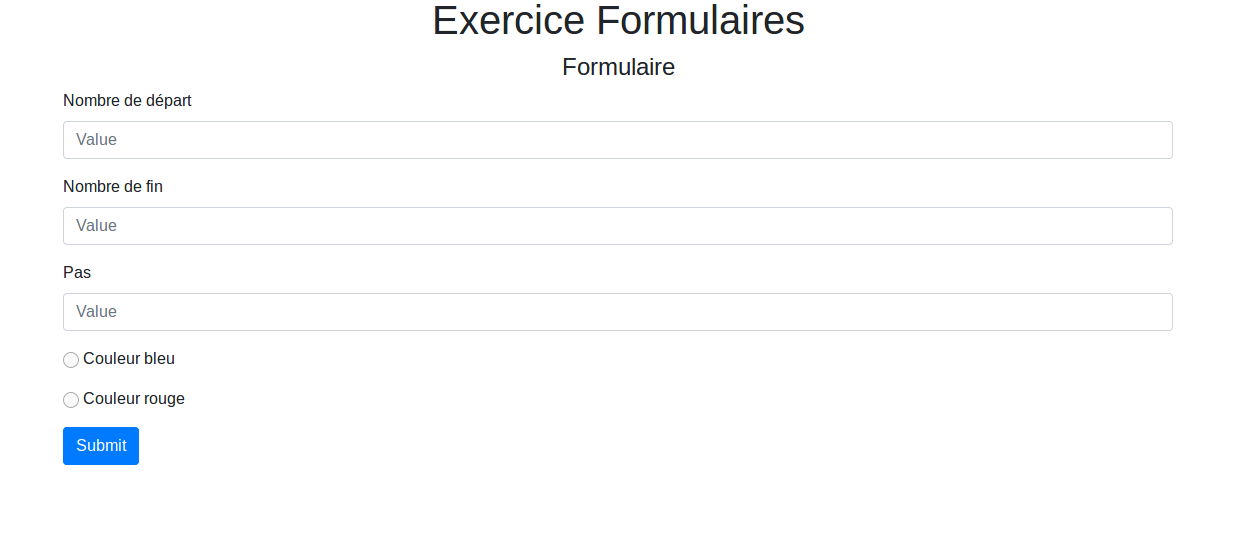 Exercice Formulaires
Formulaire
Nombre de départ
Value
Nombre de fin
Value
Pas
Value
Couleur bleu
Couleur rouge
Submit